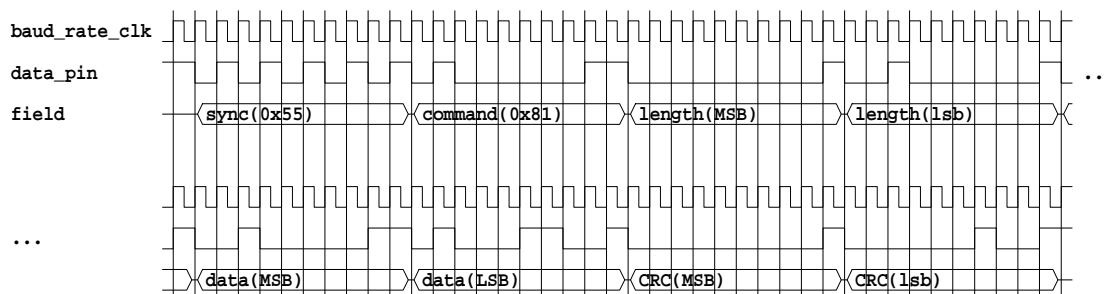 baud_rate_clk
data_pin
..
field sync(0x55) command(0x81) length(MSB) length(lsb)
...
data(MSB) data(LSB) CRC(MSB) CRC(lsb)